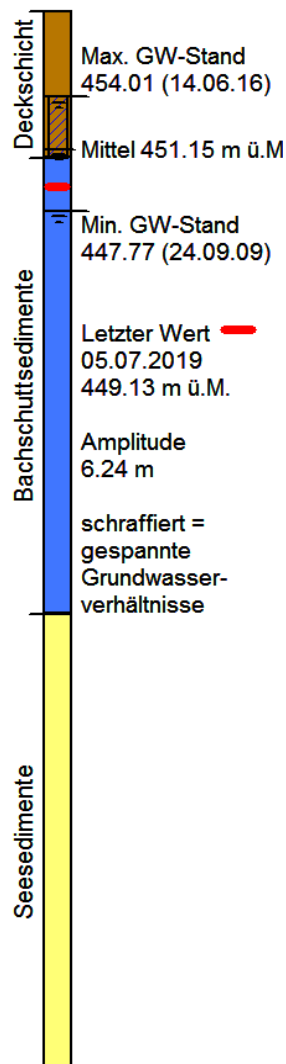 Deckschicht
Max. GW-Stand
454.01 (14.06.16)
Mittel 451.15 m ü.M
Min. GW-Stand
447.77 (24.09.09)
Bachschuttsedimente
Letzter Wert
05.07.2019
449.13 m ü.M.
Amplitude
6.24 m
schraffiert =
gespannte
Grundwasser-
verhältnisse
Seesedimente